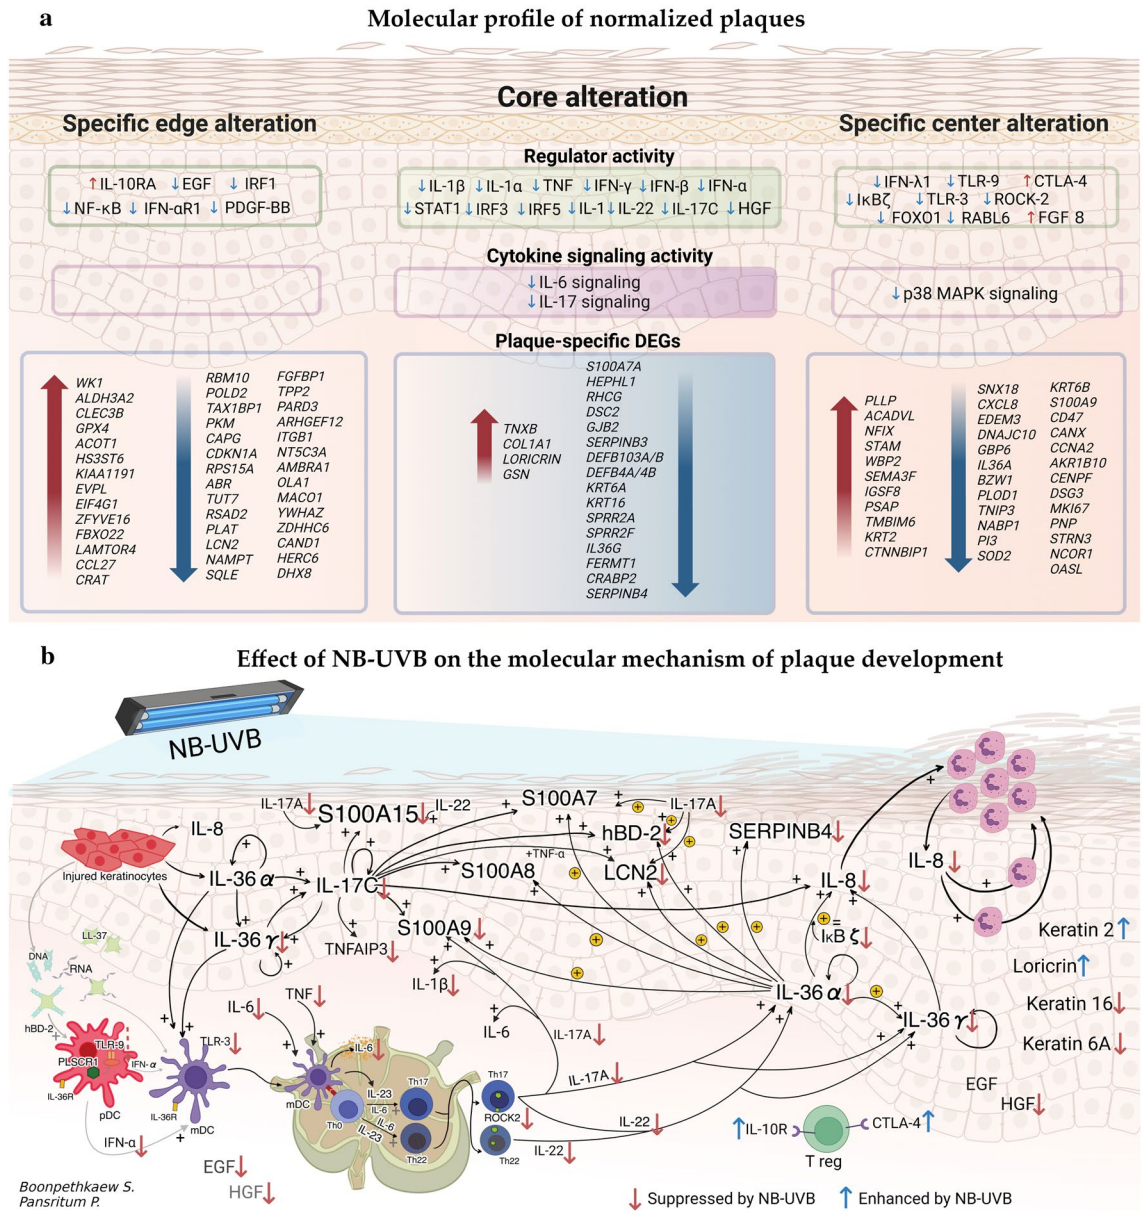 a
Molecular profile of normalized plaques
Core alteration
Specific edge alteration
Specific center alteration
Regulator activity
↑IL-10RA ↓EGF ↓ IRF1
↓NF-κB ↓ IFN-αR1 ↓ PDGF-BB
↓IL-1β ↓IL-1α ↓TNF ↓IFN-γ ↓IFN-β ↓IFN-α
↓STAT1 ↓IRF3 ↓IRF5 ↓IL-1 ↓IL-22 ↓IL-17C ↓HGF
↓IFN-λ1 ↓TLR-9 ↑CTLA-4
↓IκBζ ↓TLR-3 ↓ROCK-2
↓FOXO1 ↓RABL6 ↑FGF 8
Cytokine signaling activity
↓IL-6 signaling
↓IL-17 signaling
↓p38 MAPK signaling
Plaque-specific DEGs
WK1
ALDH3A2
CLEC3B
GPX4
ACOT1
HS3ST6
KIAA1191
EVPL
EIF4G1
ZFYVE16
FBXO22
LAMTOR4
CCL27
CRAT
RBM10
POLD2
TAX1BP1
PKM
CAPG
CDKN1A
RPS15A
ABR
TUT7
RSAD2
PLAT
LCN2
NAMPT
SQLE
FGFBP1
TPP2
PARD3
ARHGEF12
ITGB1
NT5C3A
AMBRA1
OLA1
MACO1
YWHAZ
ZDHHC6
CAND1
HERC6
DHX8
TNXB
COL1A1
LORICRIN
GSN
S100A7A
HEPHL1
RHCG
DSC2
GJB2
SERPINB3
DEFB103A/B
DEFB4A/4B
KRT6A
KRT16
SPRR2A
SPRR2F
IL36G
FERMT1
CRABP2
SERPINB4
PLLP
ACADVL
NFIX
STAM
WBP2
SEMA3F
IGSF8
PSAP
TMBIM6
KRT2
CTNNBIP1
SNX18
CXCL8
EDEM3
DNAJC10
GBP6
IL36A
BZW1
PLOD1
TNIP3
NABP1
PI3
SOD2
KRT6B
S100A9
CD47
CANX
CCNA2
AKR1B10
CENPF
DSG3
MKI67
PNP
STRN3
NCOR1
OASL
b
Effect of NB-UVB on the molecular mechanism of plaque development
NB-UVB
IL-17A↓
S100A15↓
IL-22
S100A7
IL-17A↓
hBD-2↓
SERPINB4↓
IL-8
Injured keratinocytes
IL-36 α
IL-17C↓
+TNF-α
S100A8
LCN2↓
IL-8↓
IL-8↓
IL-36 γ↓
TNFAIP3↓
S100A9↓
IκB ζ↓
Keratin 2↑
Loricrin↑
Keratin 16↓
Keratin 6A↓
LL-37
DNA
RNA
hBD-2
IL-1β↓
IL-6
IL-17A↓
IL-36 α↓
IL-36 γ↓
IL-6↓
TNF↓
TLR-3↓
TLR-9
PLSCR1
IFN-α
IL-36R
pDC
IL-36R
mDC
IFN-α↓
IL-6↓
mDC
Th0
IL-23
IL-6
IL-6
IL-23
Th17
Th22
Th17
ROCK2↓
Th22
IL-17A↓
IL-22↓
IL-22↓
EGF
HGF↓
↑IL-10R
CTLA-4↑
T reg
EGF↓
HGF↓
Boonpethkaew S.
Pansritum P.
↓ Suppressed by NB-UVB ↑ Enhanced by NB-UVB